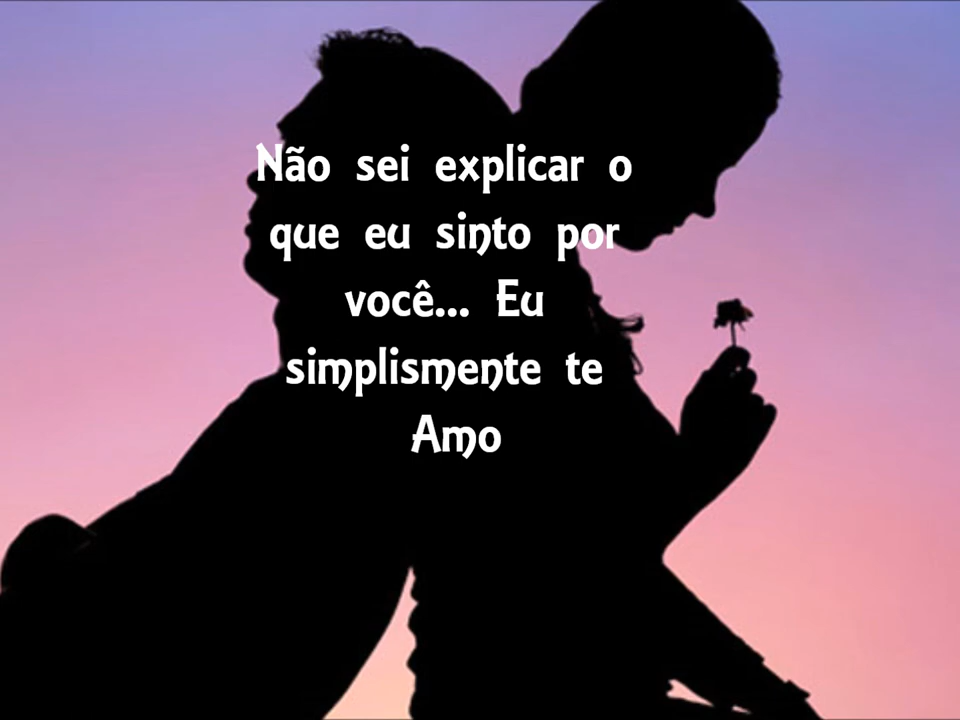 Não sei explicar o
que eu sinto por
você... Eu
simplismente te
Amo